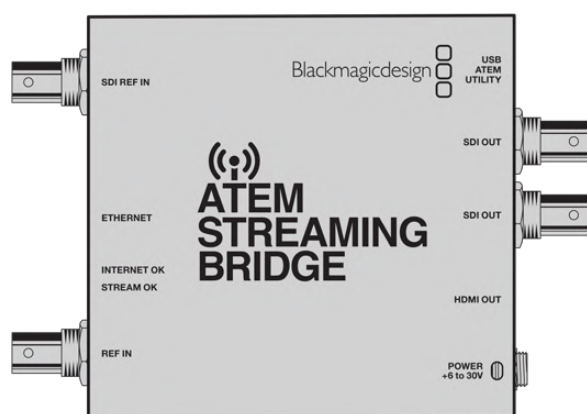 SDI REF IN
Blackmagicdesign
USB
ATEM
UTILITY
SDI OUT
ATEM
STREAMING
BRIDGE
ETHERNET
SDI OUT
INTERNET OK
STREAM OK
HDMI OUT
REF IN
POWER
+6 to 30V